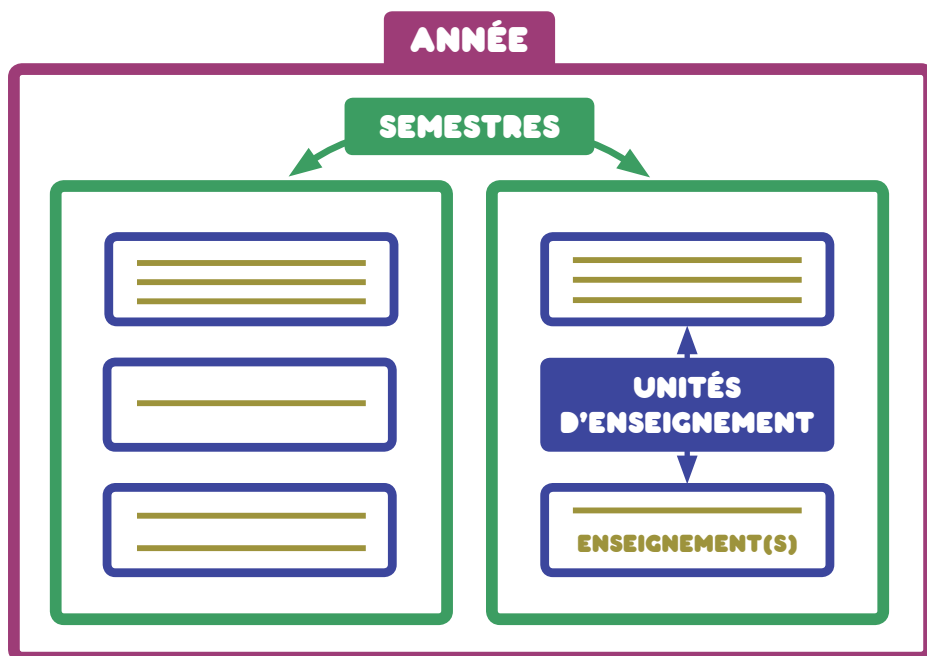 ANNÉE
SEMESTRES
UNITÉS
D'ENSEIGNEMENT
ENSEIGNEMENT(S)